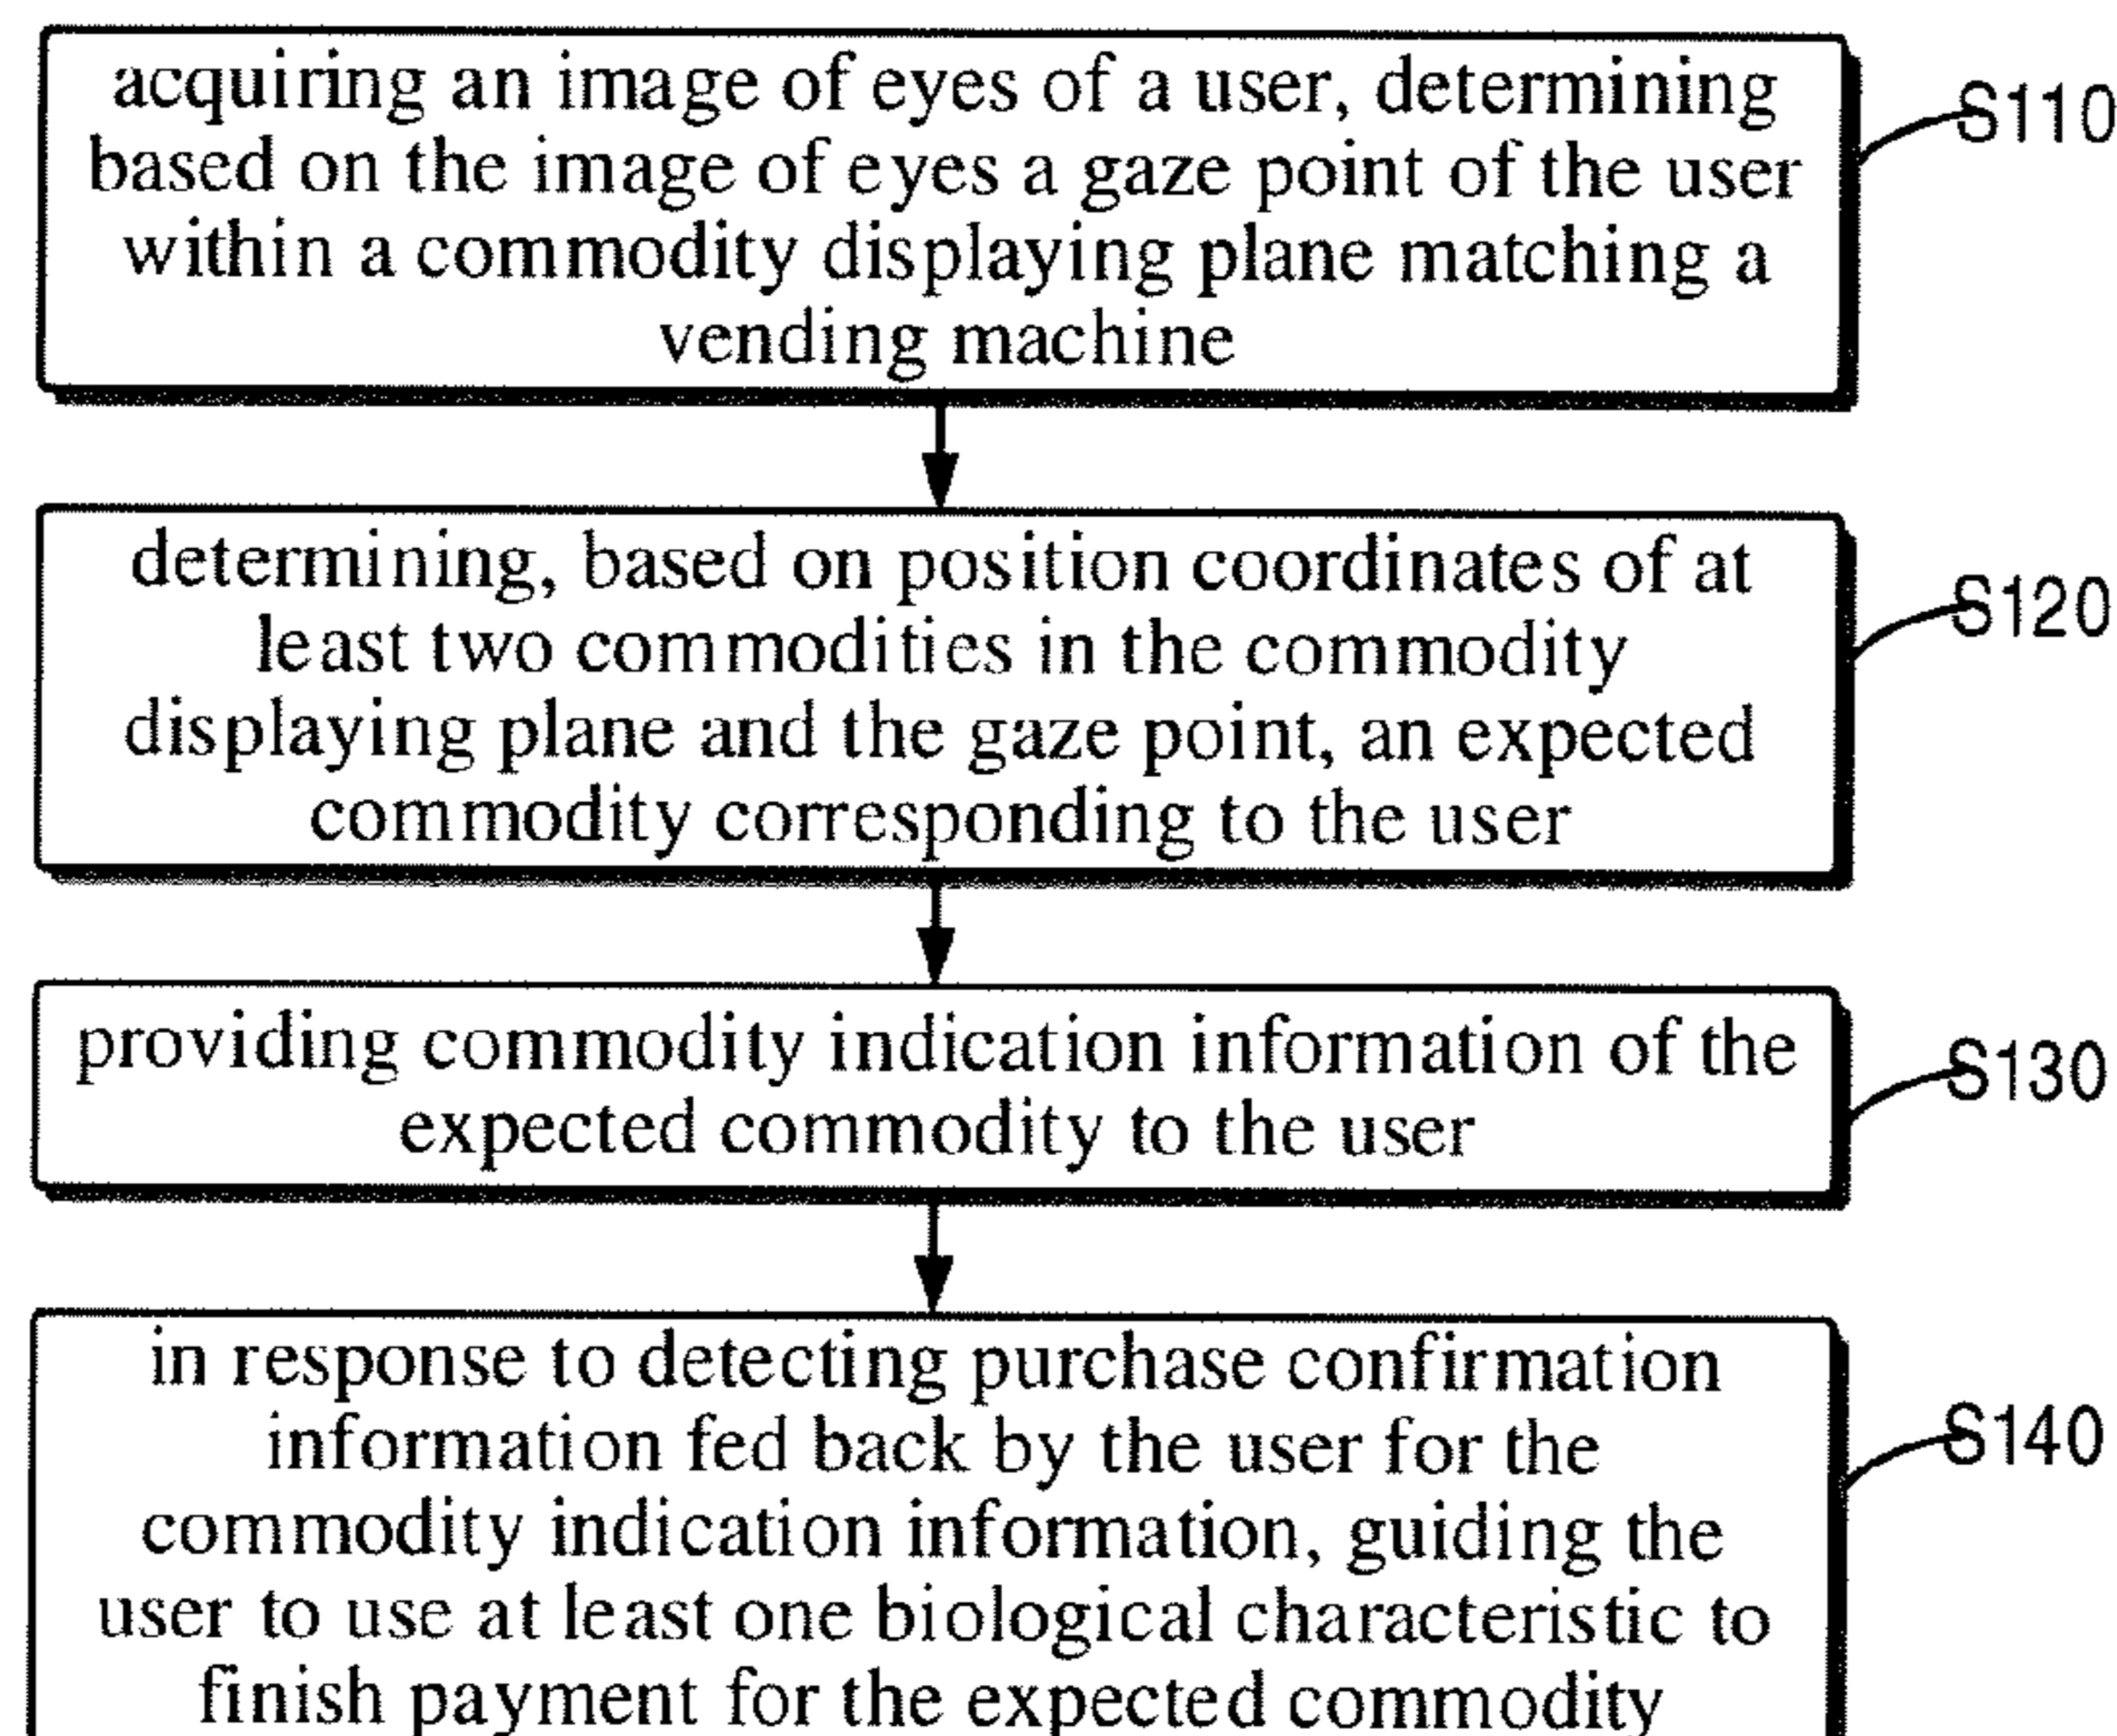 acquiring an image of eyes of a user, determining
based on the image of eyes a gaze point of the user
within a commodity displaying plane matching a
vending machine
S110
determining, based on position coordinates of at
least two commodities in the commodity
displaying plane and the gaze point, an expected
commodity corresponding to the user
S120
providing commodity indication information of the
expected commodity to the user
S130
in response to detecting purchase confirmation
information fed back by the user for the
commodity indication information, guiding the
user to use at least one biological characteristic to
finish payment for the expected commodity
S140